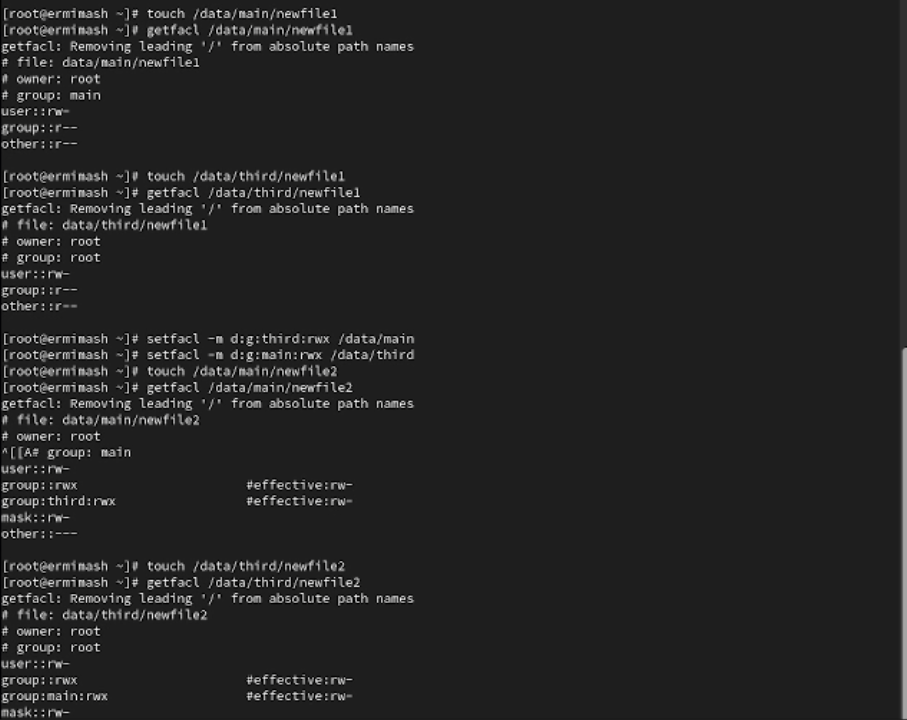 [root@ermimash ~]# touch /data/main/newfile1
[root@ermimash ~]# getfacl /data/main/newfile1
getfacl: Removing leading '/' from absolute path names
# file: data/main/newfile1
# owner: root
# group: main
user::rw-
group::r--
other::r--
[root@ermimash ~]# touch /data/third/newfile1
[root@ermimash ~]# getfacl /data/third/newfile1
getfacl: Removing leading '/' from absolute path names
# file: data/third/newfile1
# owner: root
# group: root
user::rw-
group::r--
other::r--
[root@ermimash ~]# setfacl -m d:g:third:rwx /data/main
[root@ermimash ~]# setfacl -m d:g:main:rwx /data/third
[root@ermimash ~]# touch /data/main/newfile2
[root@ermimash ~]# getfacl /data/main/newfile2
getfacl: Removing leading '/' from absolute path names
# file: data/main/newfile2
# owner: root
^[[A# group: main
user::rw-
group::rwx #effective:rw-
group:third:rwx #effective:rw-
mask::rw-
other::---
[root@ermimash ~]# touch /data/third/newfile2
[root@ermimash ~]# getfacl /data/third/newfile2
getfacl: Removing leading '/' from absolute path names
# file: data/third/newfile2
# owner: root
# group: root
user::rw-
group::rwx #effective:rw-
group:main:rwx #effective:rw-
mask::rw-